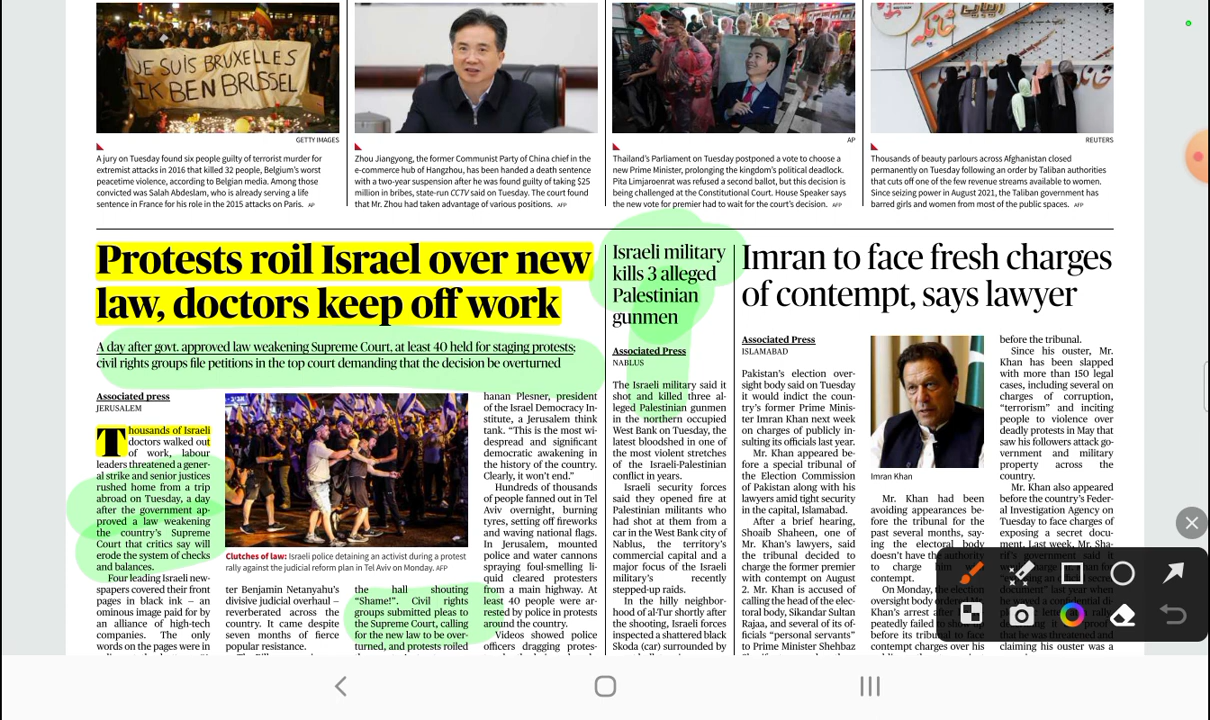 JE SUIS BRUXELLES
IK BEN BRUSSEL
GETTY IMAGES
A jury on Tuesday found six people guilty of terrorist murder for
extremist attacks in 2016 that killed 32 people, Belgium's worst
peacetime violence, according to Belgian media. Among those
convicted was Salah Abdeslam, who is already serving a life
sentence in France for his role in the 2015 attacks on Paris. AP
Zhou Jiangyong, the former Communist Party of China chief in the
e-commerce hub of Hangzhou, has been handed a death sentence
with a two-year suspension after he was found guilty of taking $25
million in bribes, state-run CCTV said on Tuesday. The court found
that Mr. Zhou had taken advantage of various positions. AFP
AP
Thailand's Parliament on Tuesday postponed a vote to choose a
new Prime Minister, prolonging the kingdom's political deadlock.
Pita Limjaroenrat was refused a second ballot, but this decision is
being challenged at the Constitutional Court. House Speaker says
the new vote for premier had to wait for the court's decision. AFP
REUTERS
Thousands of beauty parlours across Afghanistan closed
permanently on Tuesday following an order by Taliban authorities
that cuts off one of the few revenue streams available to women.
Since seizing power in August 2021, the Taliban government has
barred girls and women from most of the public spaces. AFP
Protests roil Israel over new
law, doctors keep off work
A day after govt. approved law weakening Supreme Court, at least 40 held for staging protests;
civil rights groups file petitions in the top court demanding that the decision be overturned
Associated press
JERUSALEM
Thousands of Israeli
doctors walked out
of work, labour
leaders threatened a gener-
al strike and senior justices
rushed home from a trip
abroad on Tuesday, a day
after the government ap-
proved a law weakening
the country's Supreme
Court that critics say will
erode the system of checks
and balances.
Four leading Israeli new-
spapers covered their front
pages in black ink – an
ominous image paid for by
an alliance of high-tech
companies. The only
words on the pages were in
Clutches of law: Israeli police detaining an activist during a protest
rally against the judicial reform plan in Tel Aviv on Monday. AFP
ter Benjamin Netanyahu's
divisive judicial overhaul –
reverberated across the
country. It came despite
seven months of fierce
popular resistance.
the hall shouting
"Shame!". Civil rights
groups submitted pleas to
the Supreme Court, calling
for the new law to be over-
turned, and protests roiled
hanan Plesner, president
of the Israel Democracy In-
stitute, a Jerusalem think
tank. "This is the most wi-
despread and significant
democratic awakening in
the history of the country.
Clearly, it won't end."
Hundreds of thousands
of people fanned out in Tel
Aviv overnight, burning
tyres, setting off fireworks
and waving national flags.
In Jerusalem, mounted
police and water cannons
spraying foul-smelling li-
quid cleared protesters
from a main highway. At
least 40 people were ar-
rested by police in protests
around the country.
Videos showed police
officers dragging protes-
Israeli military
kills 3 alleged
Palestinian
gunmen
Associated Press
NABLUS
The Israeli military said it
shot and killed three al-
leged Palestinian gunmen
in the northern occupied
West Bank on Tuesday, the
latest bloodshed in one of
the most violent stretches
of the Israeli-Palestinian
conflict in years.
Israeli security forces
said they opened fire at
Palestinian militants who
had shot at them from a
car in the West Bank city of
Nablus, the territory's
commercial capital and a
major focus of the Israeli
military's recently
stepped-up raids.
In the hilly neighbor-
hood of al-Tur shortly after
the shooting, Israeli forces
inspected a shattered black
Skoda (car) surrounded by
Imran to face fresh charges
of contempt, says lawyer
Associated Press
ISLAMABAD
Pakistan's election over-
sight body said on Tuesday
it would indict the coun-
try's former Prime Minis-
ter Imran Khan next week
on charges of publicly in-
sulting its officials last year.
Mr. Khan appeared be-
fore a special tribunal of
the Election Commission
of Pakistan along with his
lawyers amid tight security
in the capital, Islamabad.
After a brief hearing,
Shoaib Shaheen, one of
Mr. Khan's lawyers, said
the tribunal decided to
charge the former premier
with contempt on August
2. Mr. Khan is accused of
calling the head of the elec-
toral body, Sikandar Sultan
Rajaa, and several of its of-
ficials "personal servants"
to Prime Minister Shehbaz
Imran Khan
Mr. Khan had been
avoiding appearances be-
fore the tribunal for the
past several months, say-
ing the electoral body
doesn't have the authority
to charge him with
contempt.
On Monday, the election
oversight body ordered Mr.
Khan's arrest after he re-
peatedly failed to show up
before its tribunal to face
contempt charges over his
before the tribunal.
Since his ouster, Mr.
Khan has been slapped
with more than 150 legal
cases, including several on
charges of corruption,
"terrorism" and inciting
people to violence over
deadly protests in May that
saw his followers attack go-
vernment and military
property across the
country.
Mr. Khan also appeared
before the country's Feder-
al Investigation Agency on
Tuesday to face charges of
exposing a secret docu-
ment. Last week, Mr. Sha-
that he was threatened and
claiming his ouster was a